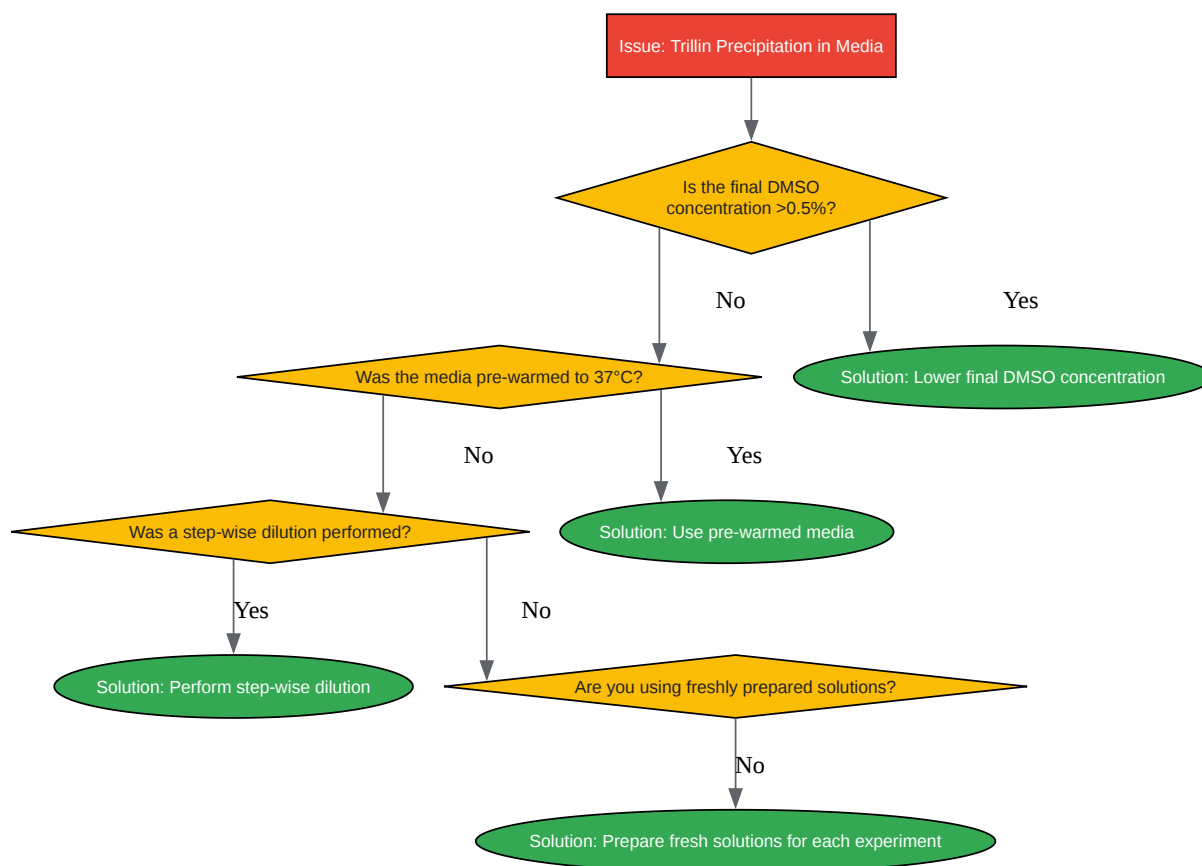 Issue: Trillin Precipitation in Media
Is the final DMSO
concentration >0.5%?
No
Yes
Was the media pre-warmed to 37°C?
Solution: Lower final DMSO concentration
No
Yes
Was a step-wise dilution performed?
Solution: Use pre-warmed media
Yes
No
Solution: Perform step-wise dilution
Are you using freshly prepared solutions?
No
Solution: Prepare fresh solutions for each experiment